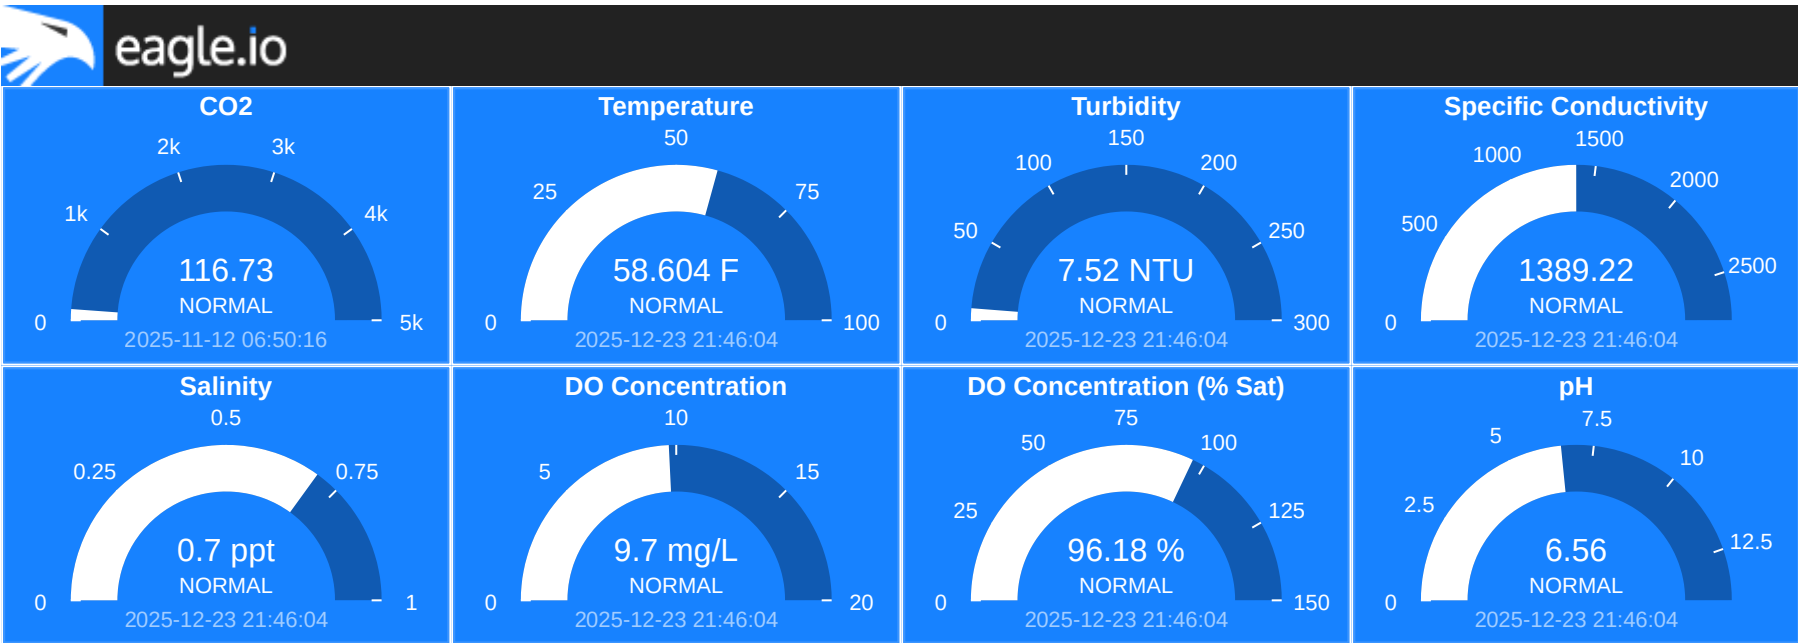 eagle.io
CO2
0
1k
2k
3k
4k
5k
116.73
NORMAL
2025-11-12 06:50:16
Temperature
0
25
50
75
100
58.604 F
NORMAL
2025-12-23 21:46:04
Turbidity
0
50
100
150
200
250
300
7.52 NTU
NORMAL
2025-12-23 21:46:04
Specific Conductivity
0
500
1000
1500
2000
2500
1389.22
NORMAL
2025-12-23 21:46:04
Salinity
0
0.25
0.5
0.75
1
0.7 ppt
NORMAL
2025-12-23 21:46:04
DO Concentration
0
5
10
15
20
9.7 mg/L
NORMAL
2025-12-23 21:46:04
DO Concentration (% Sat)
0
25
50
75
100
125
150
96.18 %
NORMAL
2025-12-23 21:46:04
pH
0
2.5
5
7.5
10
12.5
6.56
NORMAL
2025-12-23 21:46:04